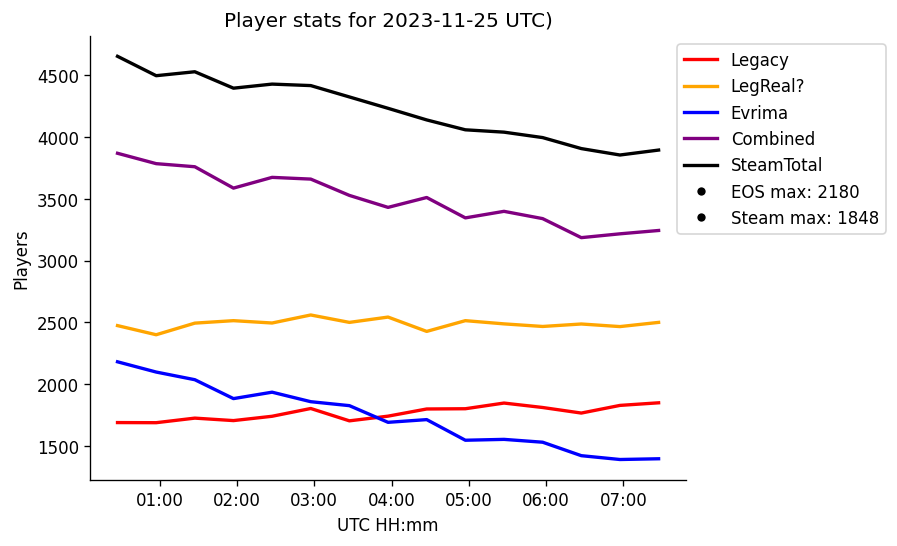 Player stats for 2023-11-25 UTC)
Legacy
LegReal?
Evrima
Combined
SteamTotal
EOS max: 2180
Steam max: 1848
Players
4500
4000
3500
3000
2500
2000
1500
01:00 02:00 03:00 04:00 05:00 06:00 07:00
UTC HH:mm